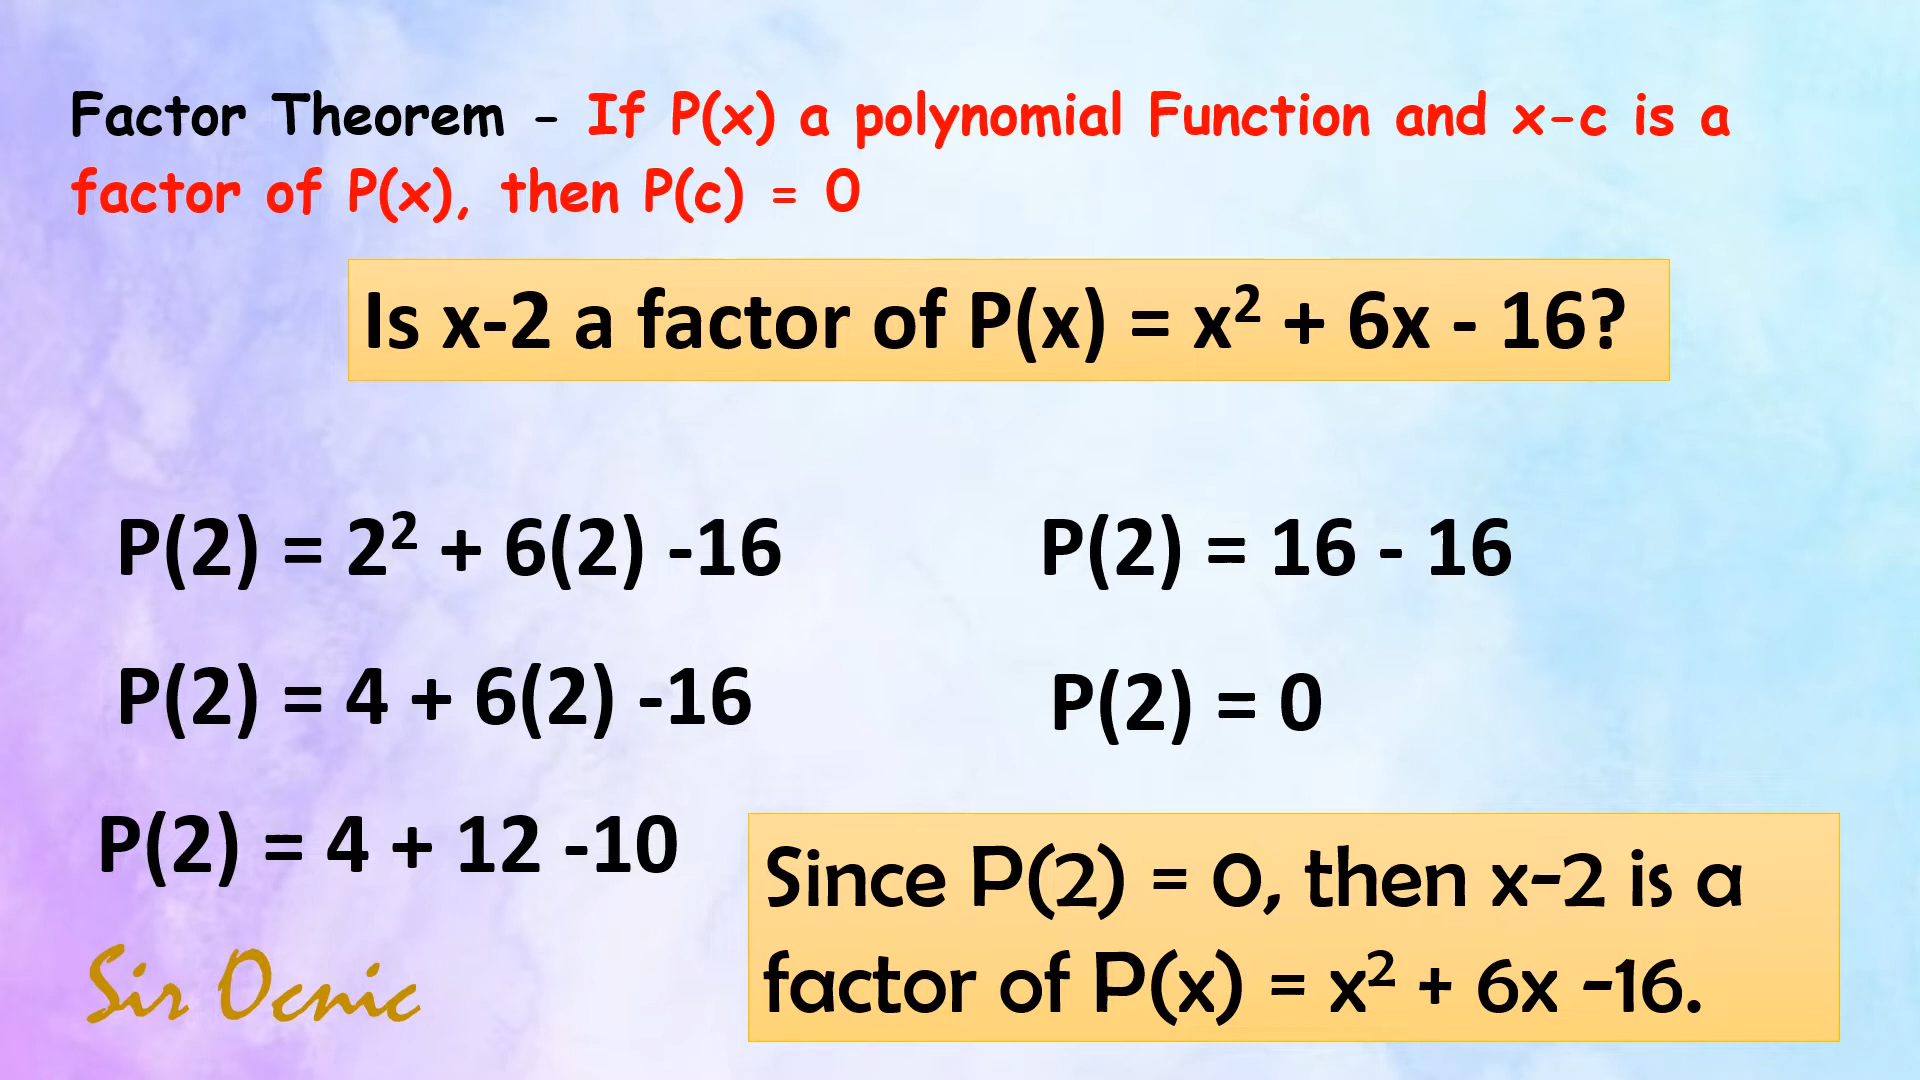 Factor Theorem - If P(x) a polynomial Function and x-c is a
factor of P(x), then P(c) = 0
Is x-2 a factor of P(x) = x² + 6x - 16?
P(2) = 2² + 6(2) -16
P(2) = 4 + 6(2) -16
P(2) = 4 + 12 -10
P(2) = 16 - 16
P(2) = 0
Since P(2) = 0, then x-2 is a
factor of P(x) = x² + 6x -16.
Sir Ocnic